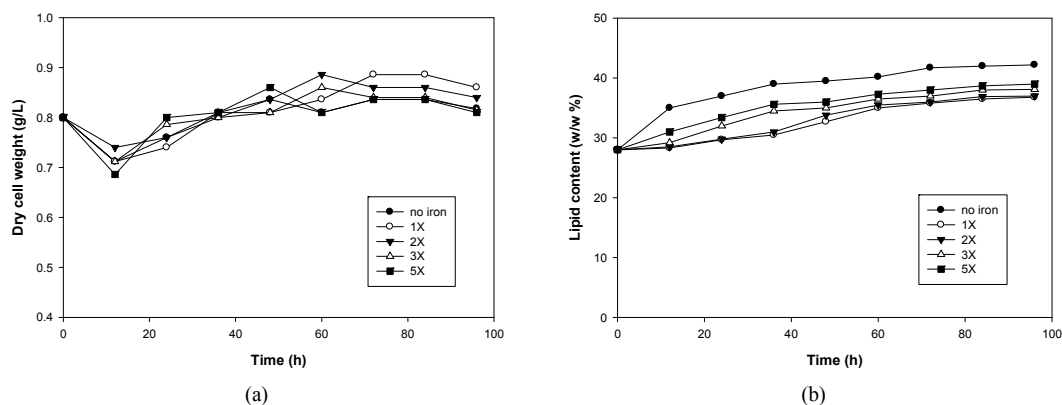 1.0
0.9
0.8
0.7
0.6
0.5
0.4
Dry cell weight (g/L)
no iron
1X
2X
3X
5X
0 20 40 60 80 100
Time (h)
(a)
50
40
30
20
10
0
Lipid content (w/w %)
no iron
1X
2X
3X
5X
0 20 40 60 80 100
Time (h)
(b)